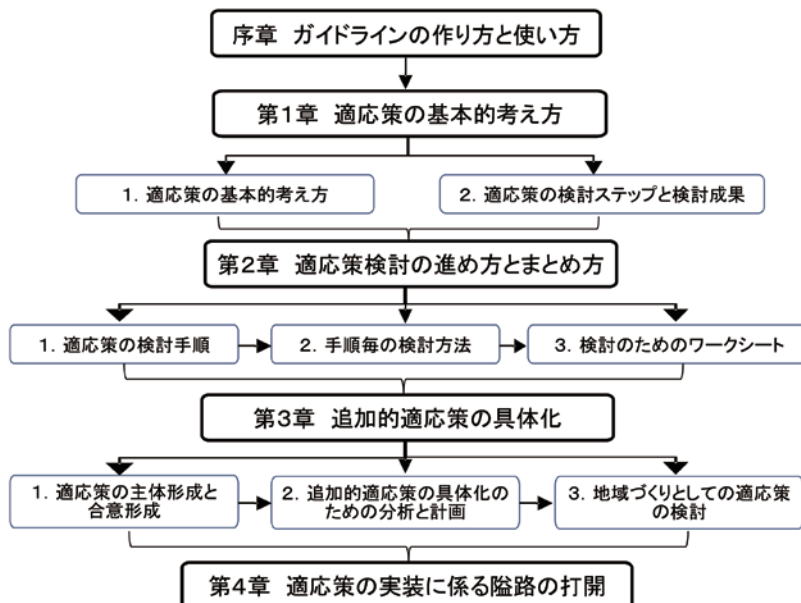 序章 ガイドラインの作り方と使い方
第1章 適応策の基本的考え方
1. 適応策の基本的考え方
2. 適応策の検討ステップと検討成果
第2章 適応策検討の進め方とまとめ方
1. 適応策の検討手順
2. 手順毎の検討方法
3. 検討のためのワークシート
第3章 追加的適応策の具体化
1. 適応策の主体形成と
合意形成
2. 追加的適応策の具体化の
ための分析と計画
3. 地域づくりとしての適応策
の検討
第4章 適応策の実装に係る隘路の打開